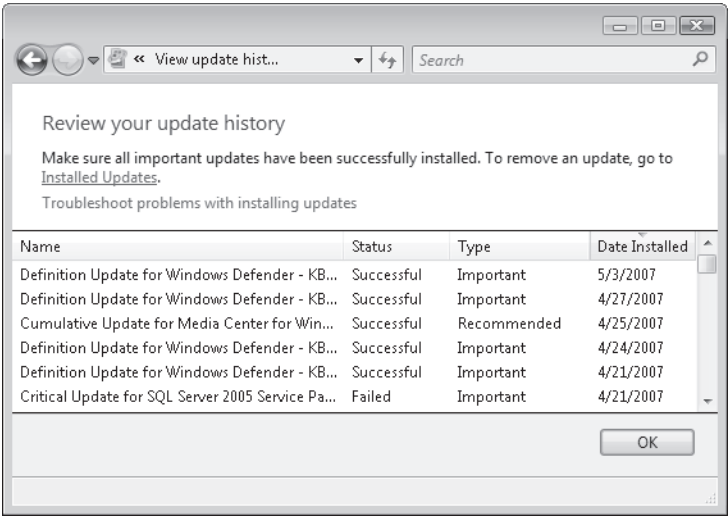 « View update hist...
Search
Review your update history
Make sure all important updates have been successfully installed. To remove an update, go to
Installed Updates.
Troubleshoot problems with installing updates
Name Status Type Date Installed
Definition Update for Windows Defender - KB... Successful Important 5/3/2007
Definition Update for Windows Defender - KB... Successful Important 4/27/2007
Cumulative Update for Media Center for Win... Successful Recommended 4/25/2007
Definition Update for Windows Defender - KB... Successful Important 4/24/2007
Definition Update for Windows Defender - KB... Successful Important 4/21/2007
Critical Update for SQL Server 2005 Service Pa... Failed Important 4/21/2007
OK